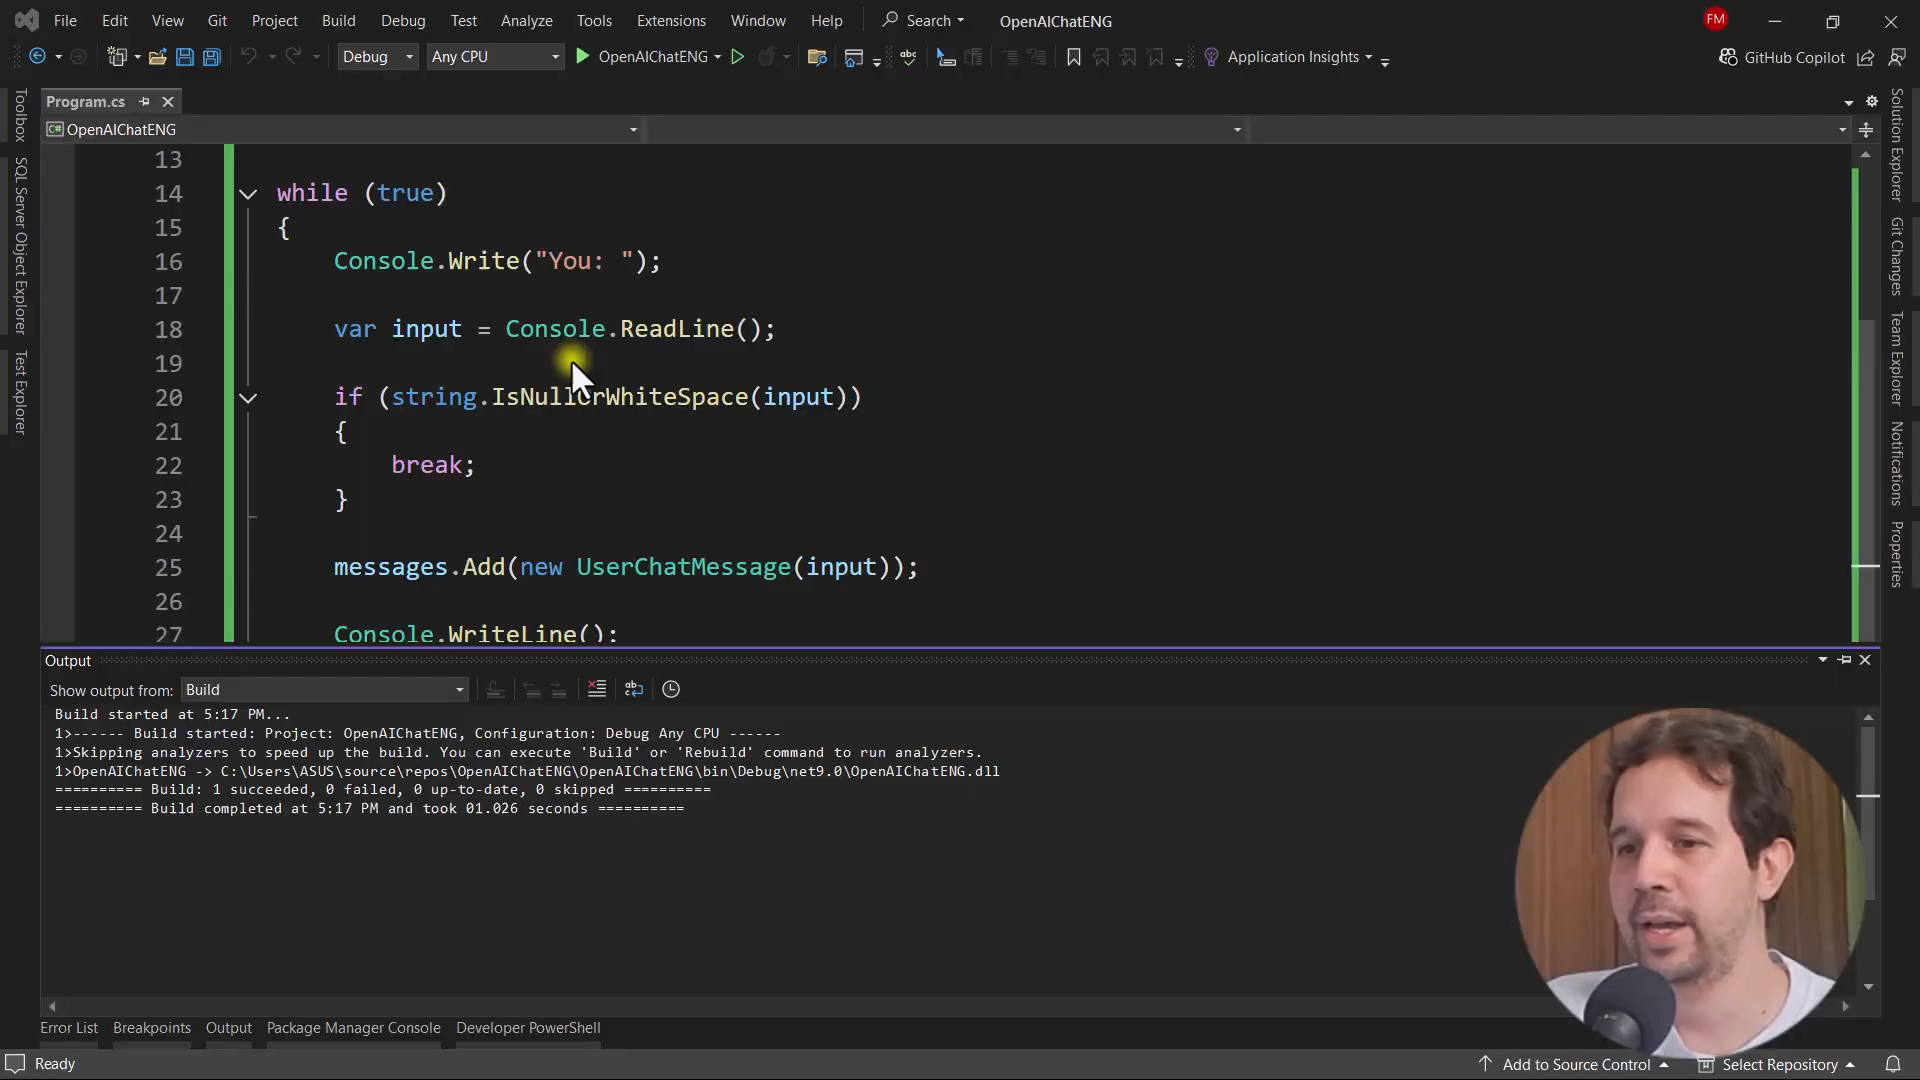 File Edit View Git Project Build Debug Test Analyze Tools Extensions Window Help Search OpenAIChatENG FM
Debug Any CPU OpenAIChatENG Application Insights GitHub Copilot
Program.cs
C# OpenAIChatENG
13
14 while (true)
15 {
16 Console.Write("You: ");
17
18 var input = Console.ReadLine();
19
20 if (string.IsNullOrWhiteSpace(input))
21 {
22 break;
23 }
24
25 messages.Add(new UserChatMessage(input));
26
27 Console.WriteLine();
Output
Show output from: Build
Build started at 5:17 PM...
1>------ Build started: Project: OpenAIChatENG, Configuration: Debug Any CPU ------
1>Skipping analyzers to speed up the build. You can execute 'Build' or 'Rebuild' command to run analyzers.
1>OpenAIChatENG -> C:\Users\ASUS\source\repos\OpenAIChatENG\OpenAIChatENG\bin\Debug\net9.0\OpenAIChatENG.dll
========== Build: 1 succeeded, 0 failed, 0 up-to-date, 0 skipped ==========
========== Build completed at 5:17 PM and took 01.026 seconds ==========
Error List Breakpoints Output Package Manager Console Developer PowerShell
Ready Add to Source Control Select Repository
Toolbox
SQL Server Object Explorer
Test Explorer
Solution Explorer
Git Changes
Team Explorer
Notifications
Properties